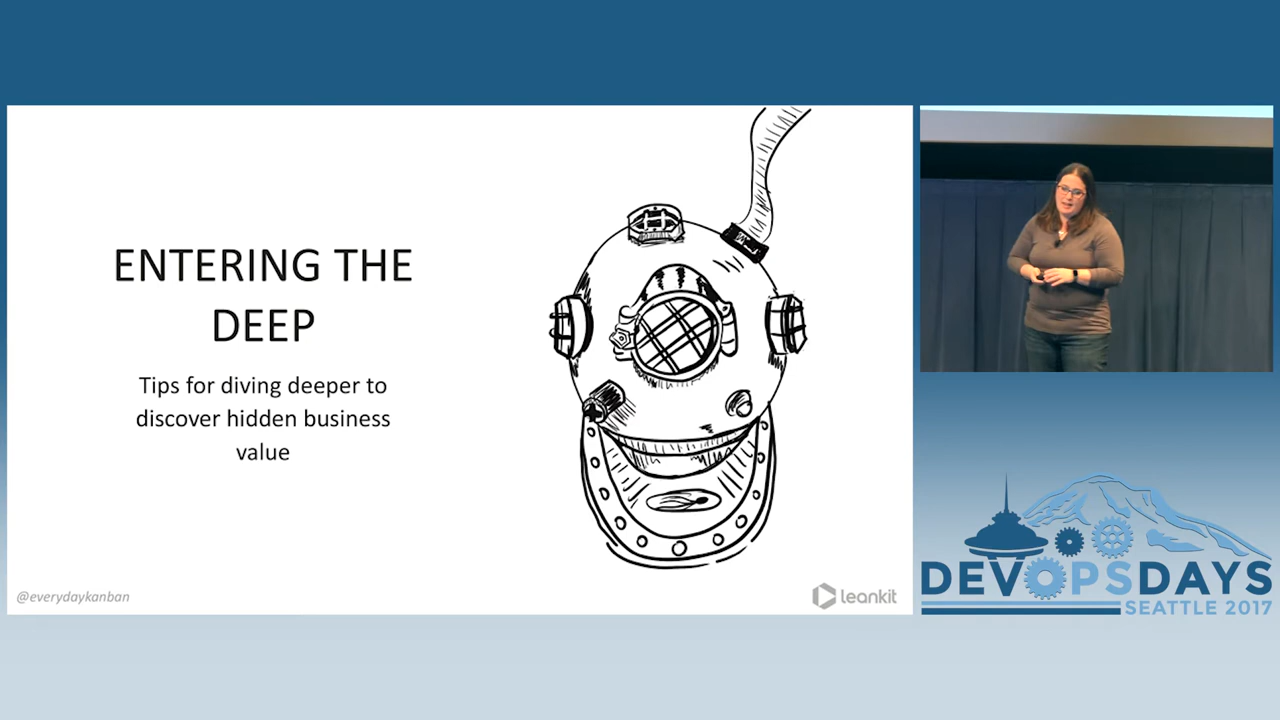 ENTERING THE
DEEP
Tips for diving deeper to
discover hidden business
value
@everydaykanban
leankit
DEVOPSDAYS
SEATTLE 2017